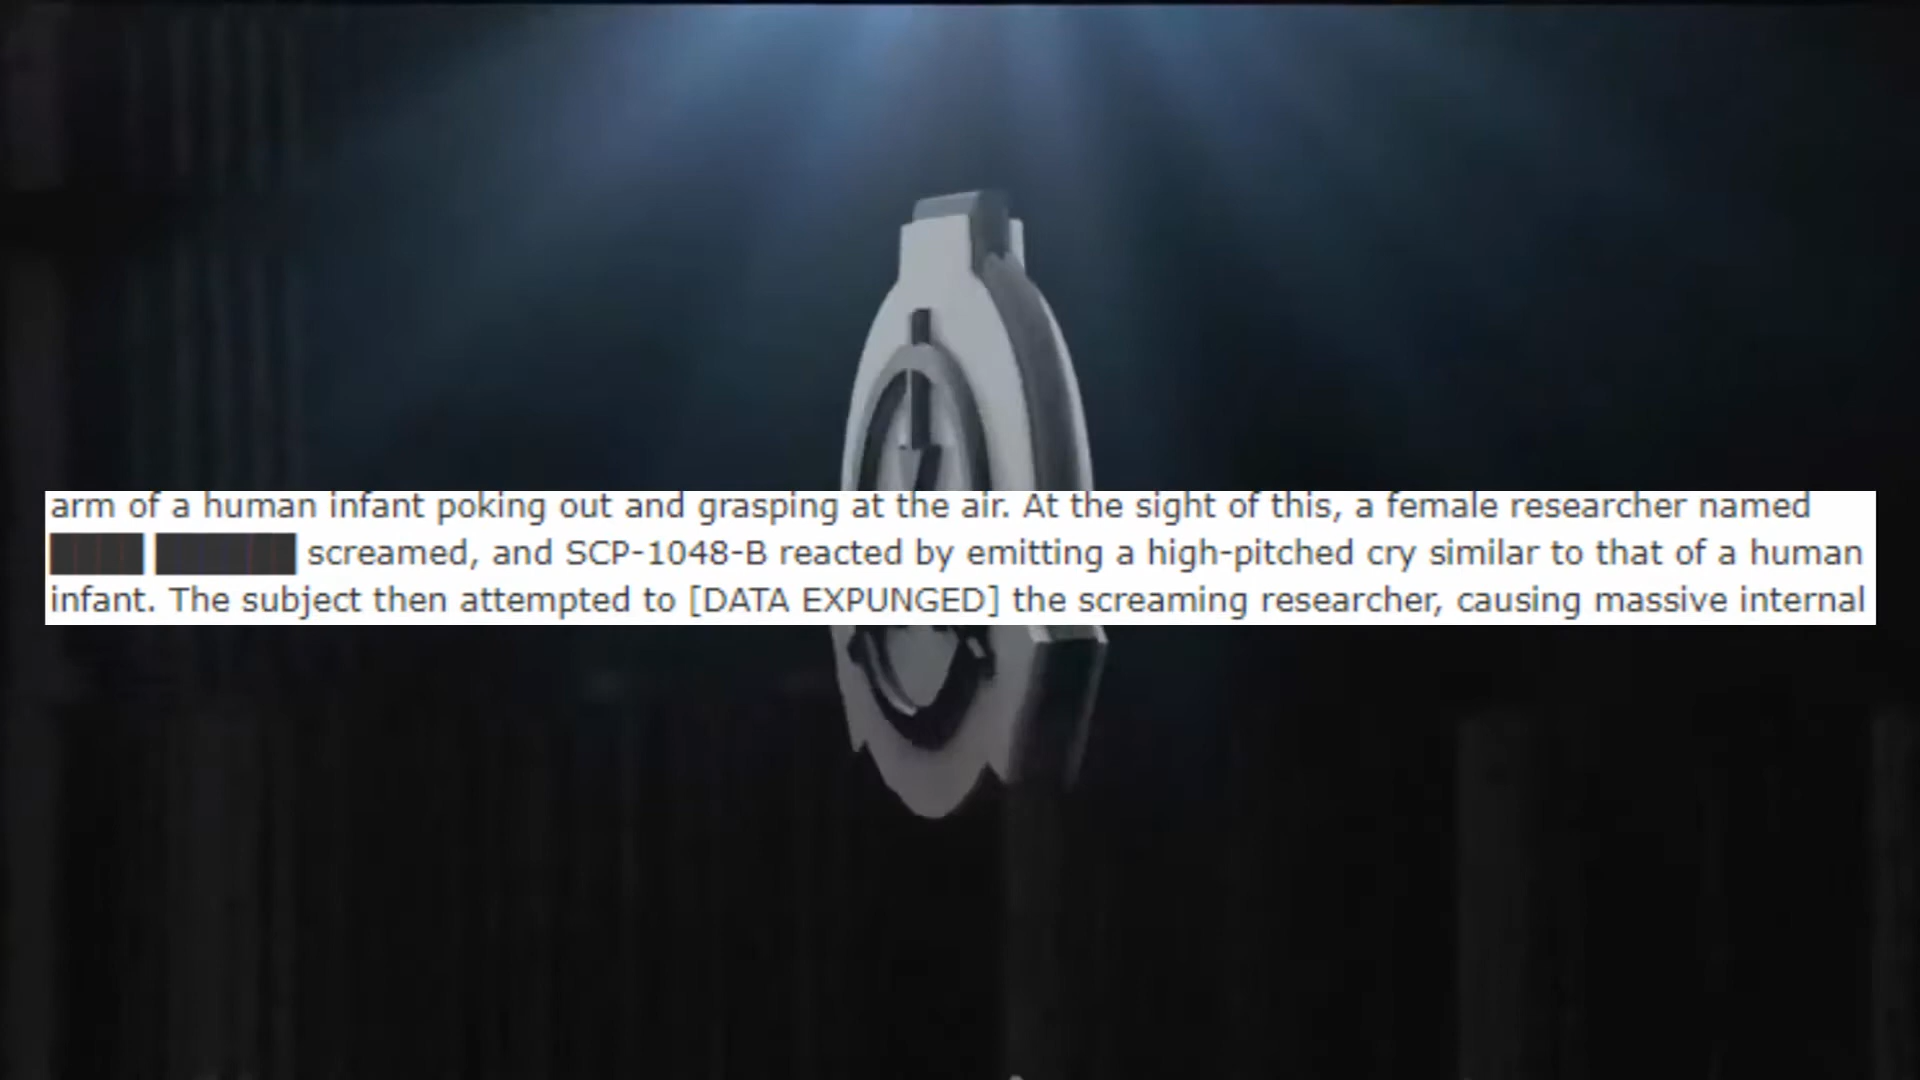 arm of a human infant poking out and grasping at the air. At the sight of this, a female researcher named
████ ██████ screamed, and SCP-1048-B reacted by emitting a high-pitched cry similar to that of a human
infant. The subject then attempted to [DATA EXPUNGED] the screaming researcher, causing massive internal